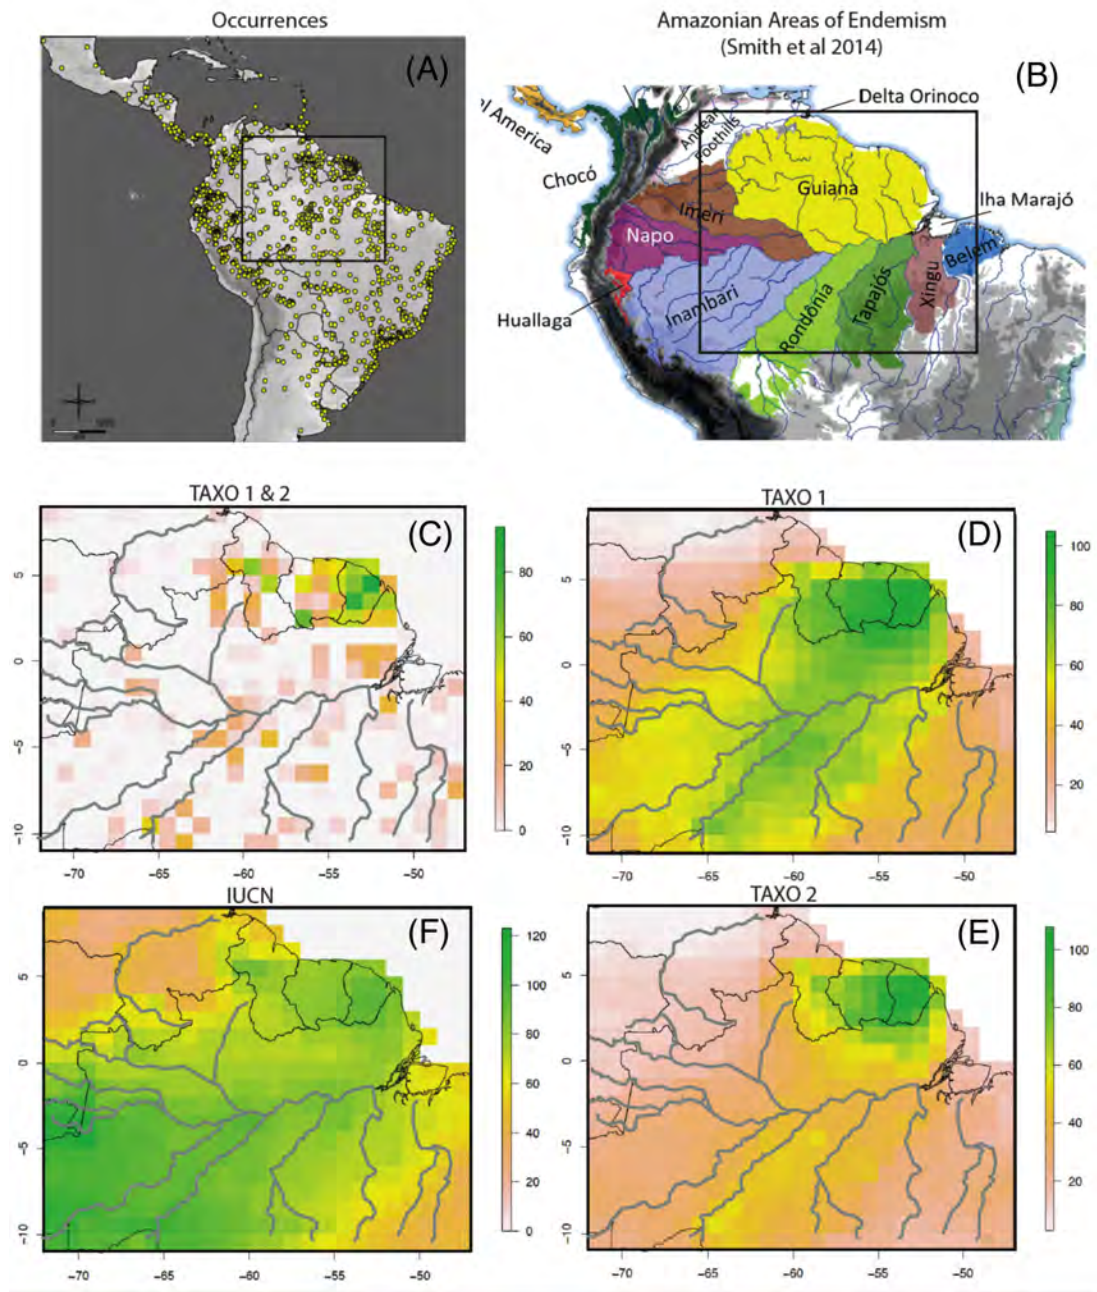 Occurrences
(A)
Amazonian Areas of Endemism
(Smith et al 2014)
(B)
Delta Orinoco
Andean
Foothills
l America
Chocó
Guiana
Ilha Marajó
Imeri
Napo
Belem
Xingu
Tapajós
Rondônia
Inambari
Huallaga
TAXO 1 & 2
(C)
5
0
−5
−10
−70
−65
−60
−55
−50
80
60
40
20
0
TAXO 1
(D)
5
0
−5
−10
−70
−65
−60
−55
−50
100
80
60
40
20
IUCN
(F)
5
0
−5
−10
−70
−65
−60
−55
−50
120
100
80
60
40
20
0
TAXO 2
(E)
5
0
−5
−10
−70
−65
−60
−55
−50
100
80
60
40
20